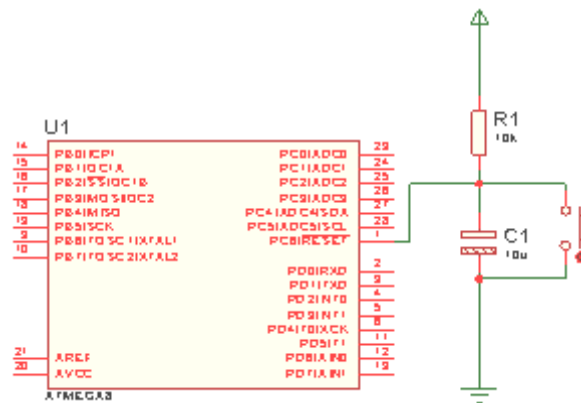 U1
14 PB0/ICP1 PC0/ADC0 23
15 PB1/OC1A PC1/ADC1 24
16 PB2/SS/OC1B PC2/ADC2 25
17 PB3/MOSI/OC2 PC3/ADC3 26
18 PB4/MISO PC4/ADC4/SDA 27
19 PB5/SCK PC5/ADC5/SCL 28
9 PB6/TOSC1/XTAL1 PC6/RESET 1
10 PB7/TOSC2/XTAL2
PD0/RXD 2
PD1/TXD 3
PD2/INT0 4
PD3/INT1 5
PD4/T0/XCK 6
PD5/T1 11
21 AREF PD6/AIN0 12
20 AVCC PD7/AIN1 13
ATMEGA8
R1
10k
C1
10u